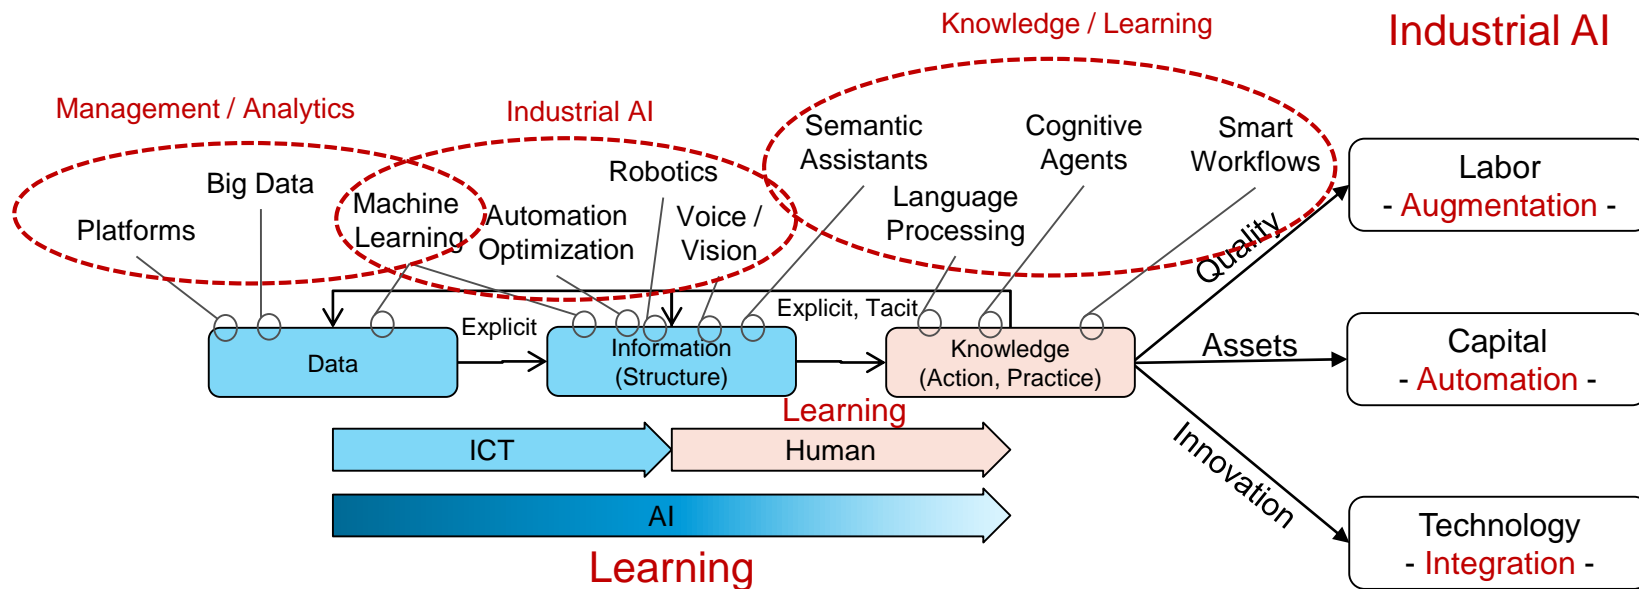 Knowledge / Learning
Industrial AI
Management / Analytics
Industrial AI
Semantic
Assistants
Cognitive
Agents
Smart
Workflows
Big Data
Robotics
Platforms
Machine
Learning
Automation
Optimization
Voice /
Vision
Language
Processing
Labor
- Augmentation -
Quality
Explicit
Explicit, Tacit
Data
Information
(Structure)
Knowledge
(Action, Practice)
Assets
Capital
- Automation -
Learning
ICT
Human
Innovation
AI
Learning
Technology
- Integration -